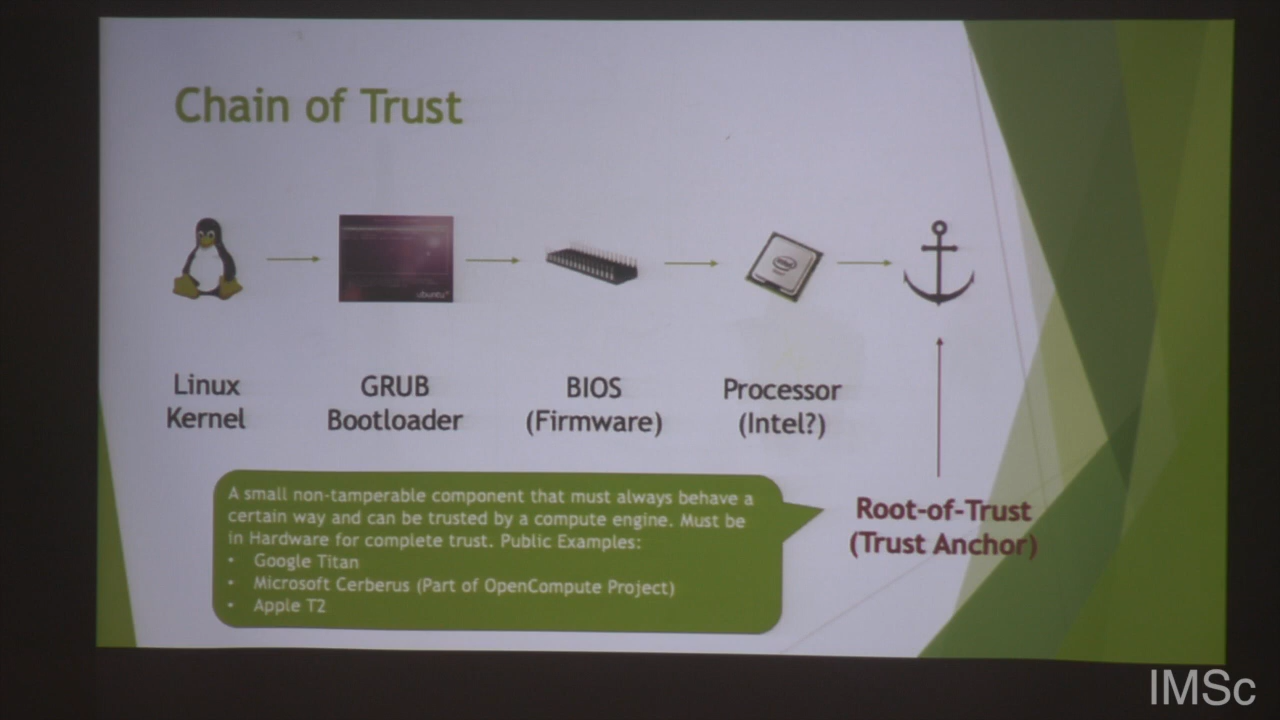 Chain of Trust
ubuntu
intel
Linux
Kernel
GRUB
Bootloader
BIOS
(Firmware)
Processor
(Intel?)
A small non-tamperable component that must always behave a
certain way and can be trusted by a compute engine. Must be
in Hardware for complete trust. Public Examples:
• Google Titan
• Microsoft Cerberus (Part of OpenCompute Project)
• Apple T2
Root-of-Trust
(Trust Anchor)
IMSc